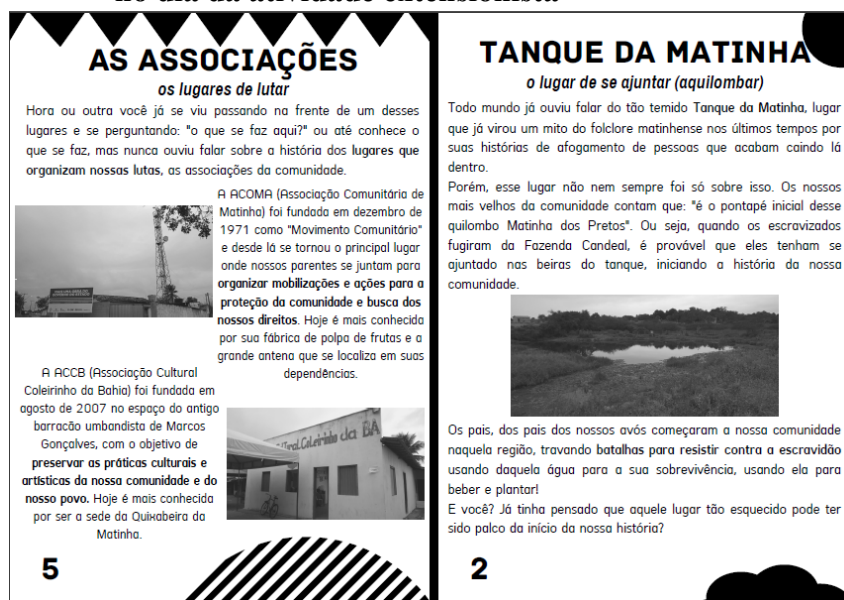 no dia da atividade extensionista
AS ASSOCIAÇÕES
os lugares de lutar
Hora ou outra você já se viu passando na frente de um desses
lugares e se perguntando: "o que se faz aqui?" ou até conhece o
que se faz, mas nunca ouviu falar sobre a história dos lugares que
organizam nossas lutas, as associações da comunidade.
A ACOMA (Associação Comunitária de
Matinha) foi fundada em dezembro de
1971 como "Movimento Comunitário"
e desde lá se tornou o principal lugar
onde nossos parentes se juntam para
organizar mobilizações e ações para a
proteção da comunidade e busca dos
nossos direitos. Hoje é mais conhecida
por sua fábrica de polpa de frutas e a
grande antena que se localiza em suas
dependências.
A ACCB (Associação Cultural
Coleirinho da Bahia) foi fundada em
agosto de 2007 no espaço do antigo
barracão umbandista de Marcos
Gonçalves, com o objetivo de
preservar as práticas culturais e
artísticas da nossa comunidade e do
nosso povo. Hoje é mais conhecida
por ser a sede da Quixabeira da
Matinha.
Coleirinho da BA
5
TANQUE DA MATINHA
o lugar de se ajuntar (aquilombar)
Todo mundo já ouviu falar do tão temido Tanque da Matinha, lugar
que já virou um mito do folclore matinhense nos últimos tempos por
suas histórias de afogamento de pessoas que acabam caindo lá
dentro.
Porém, esse lugar não nem sempre foi só sobre isso. Os nossos
mais velhos da comunidade contam que: "é o pontapé inicial desse
quilombo Matinha dos Pretos". Ou seja, quando os escravizados
fugiram da Fazenda Candeal, é provável que eles tenham se
ajuntado nas beiras do tanque, iniciando a história da nossa
comunidade.
Os pais, dos pais dos nossos avós começaram a nossa comunidade
naquela região, travando batalhas para resistir contra a escravidão
usando daquela água para a sua sobrevivência, usando ela para
beber e plantar!
E você? Já tinha pensado que aquele lugar tão esquecido pode ter
sido palco da início da nossa história?
2